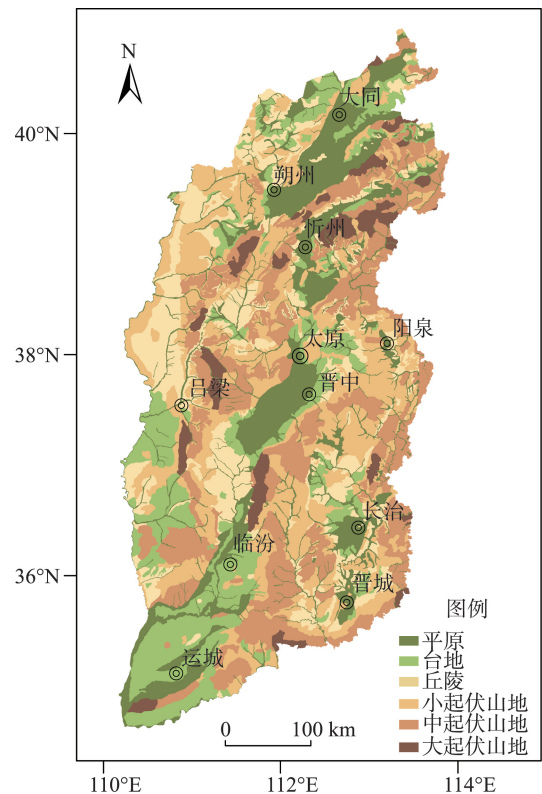 N
大同
40°N
朔州
忻州
阳泉
太原
38°N
吕梁
晋中
长治
临汾
36°N
晋城
运城
图例
平原
台地
丘陵
小起伏山地
中起伏山地
大起伏山地
0 100 km
110°E 112°E 114°E